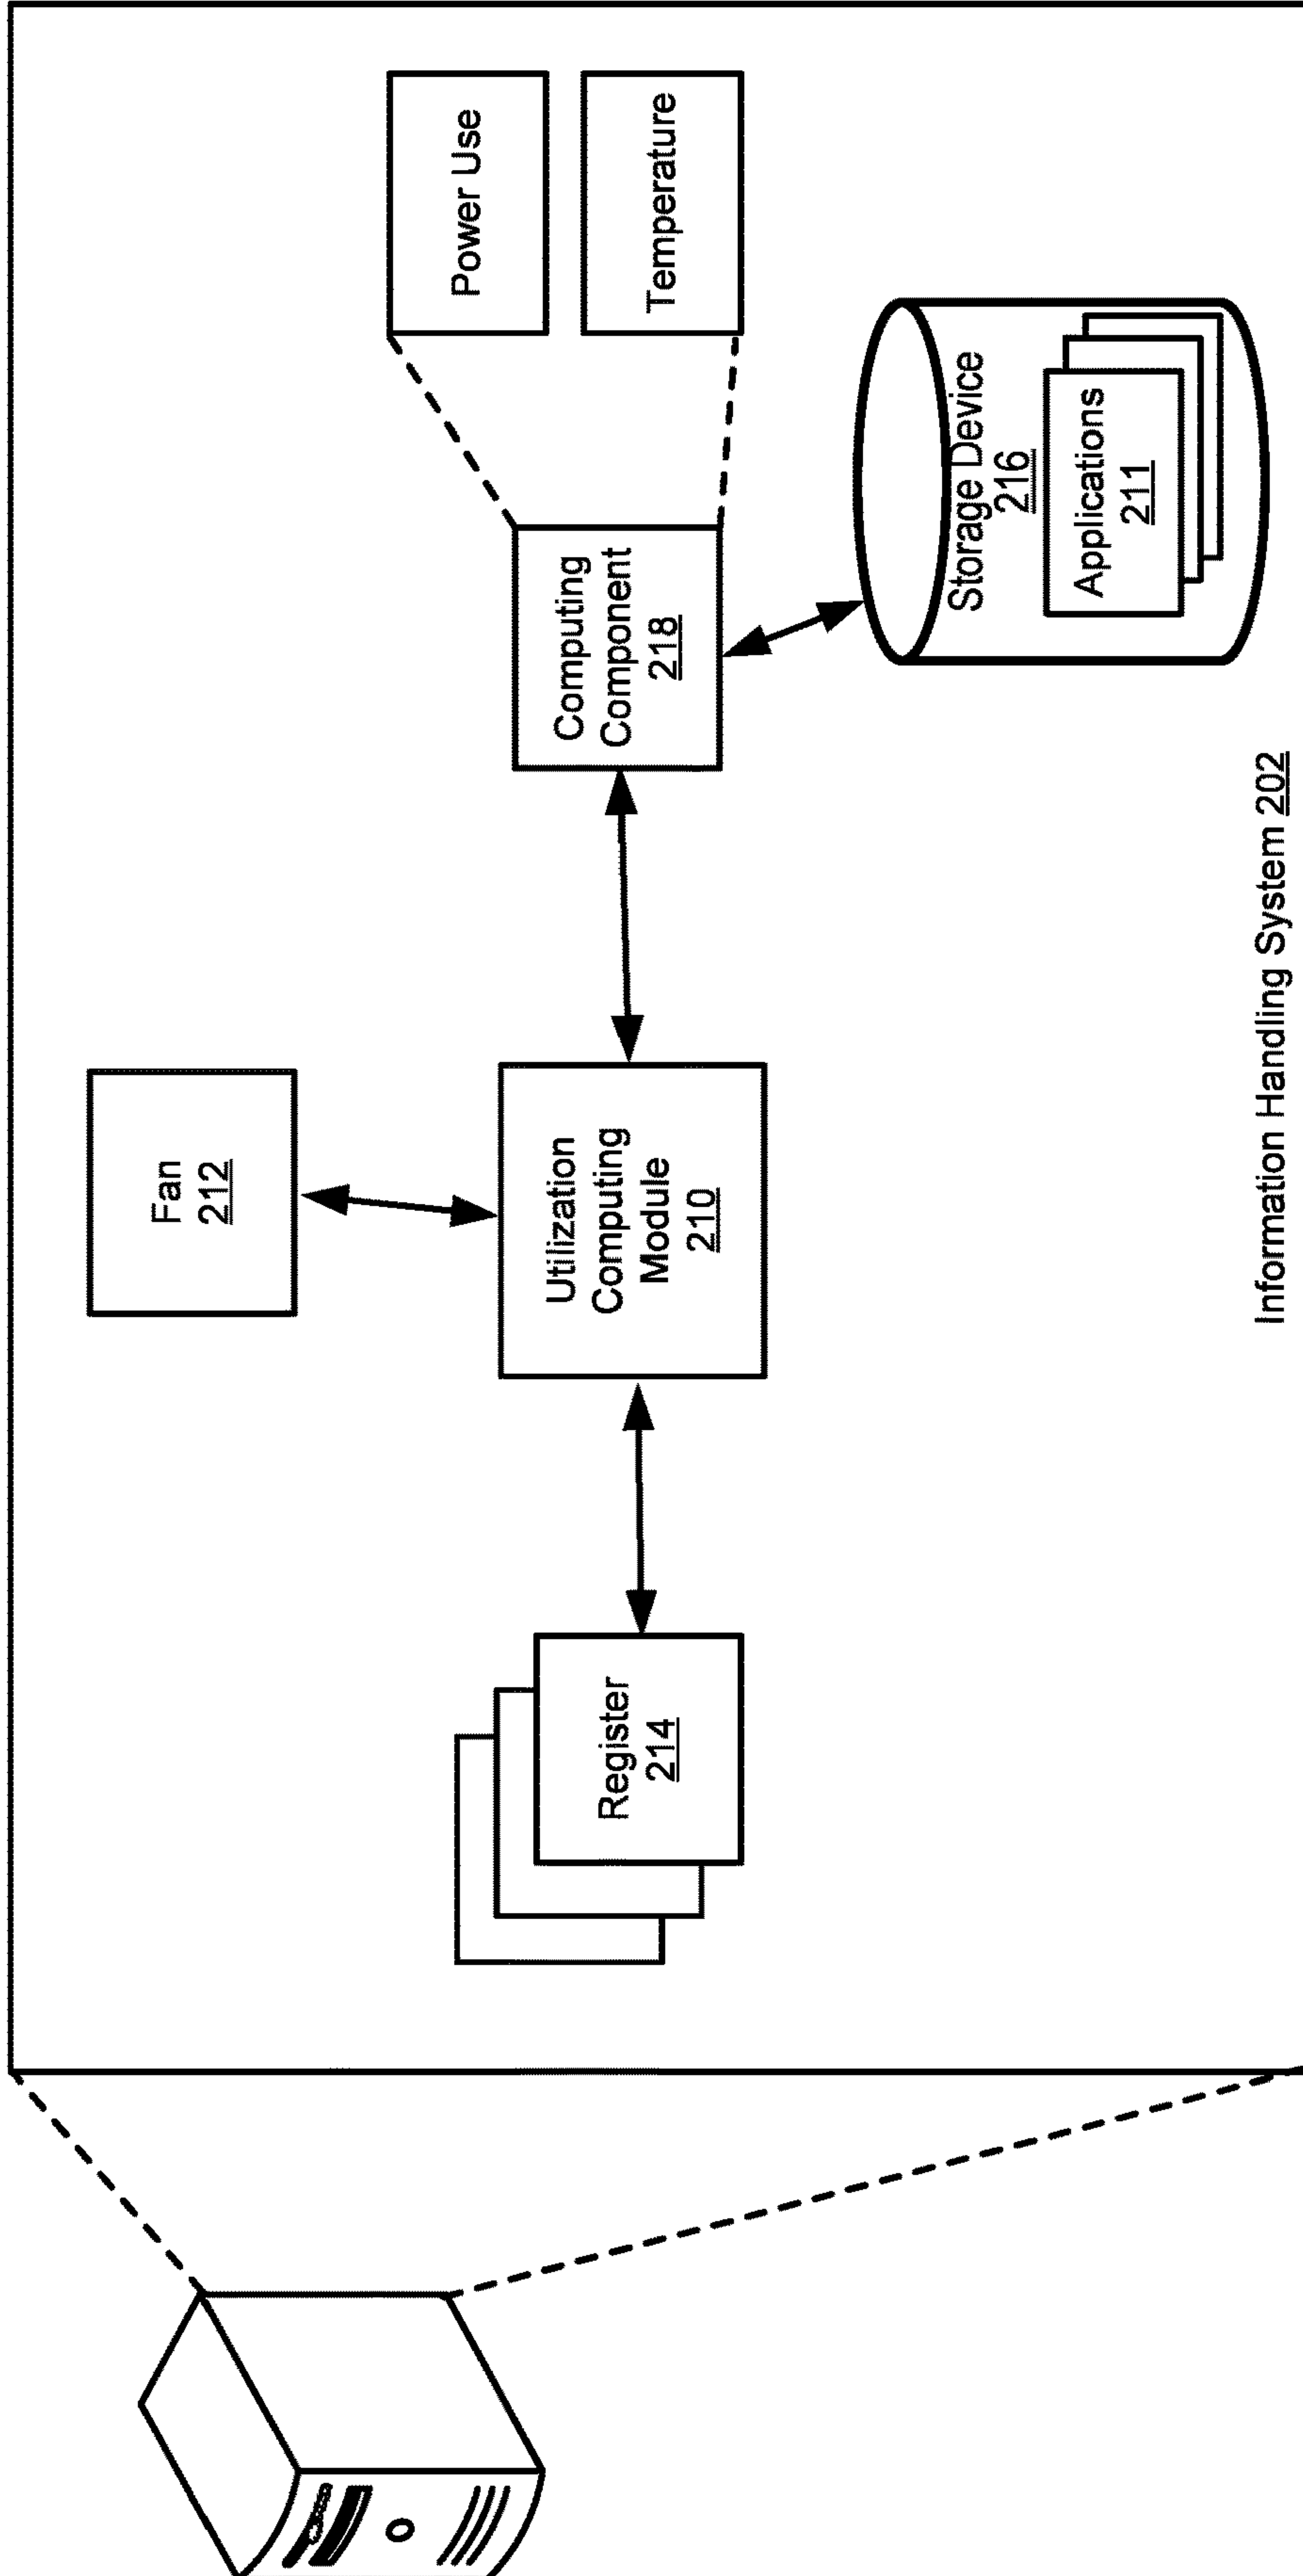 Fan
212
Register
214
Utilization
Computing
Module
210
Computing
Component
218
Power Use
Temperature
Storage Device
216
Applications
211
Information Handling System 202